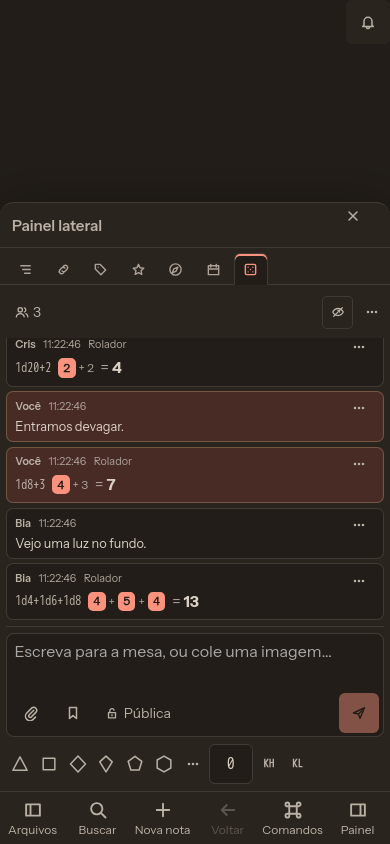 Painel lateral
3
Cris 11:22:46 Rolador
1d20+2 2 + 2 = 4
Você 11:22:46
Entramos devagar.
Você 11:22:46 Rolador
1d8+3 4 + 3 = 7
Bia 11:22:46
Vejo uma luz no fundo.
Bia 11:22:46 Rolador
1d4+1d6+1d8 4 + 5 + 4 = 13
Escreva para a mesa, ou cole uma imagem...
Pública
0 KH KL
Arquivos Buscar Nova nota Voltar Comandos Painel